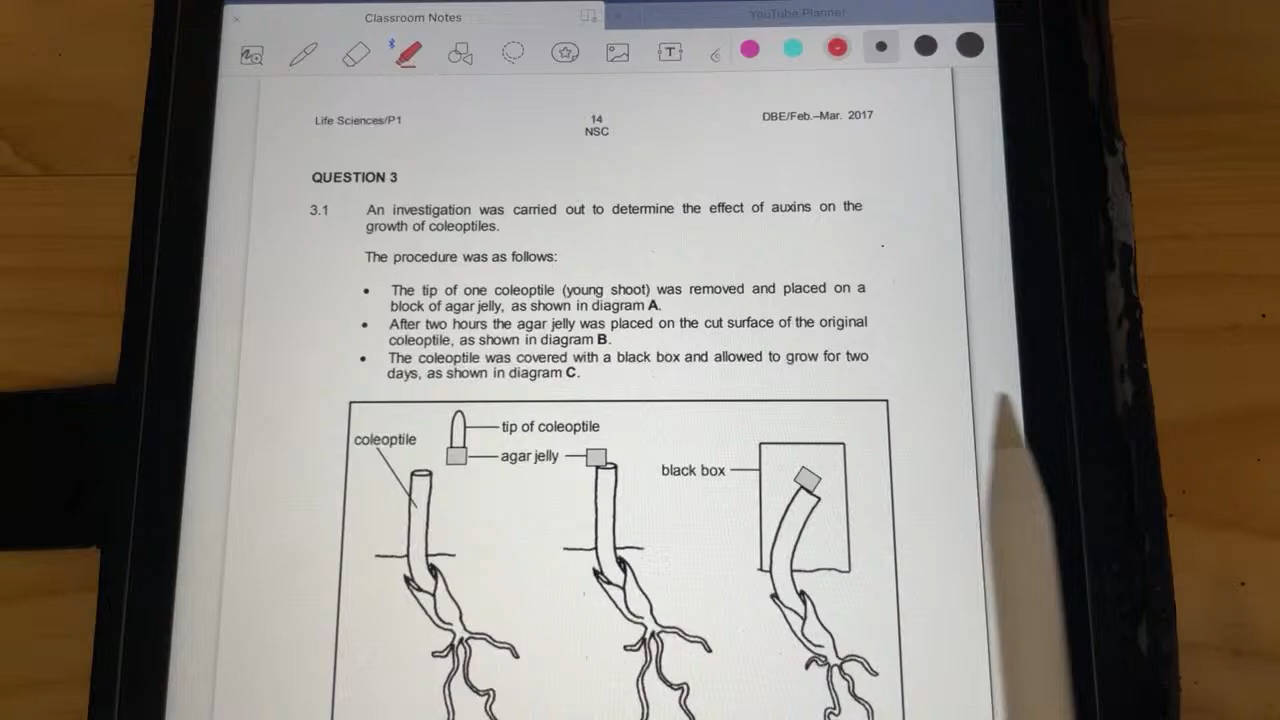 Classroom Notes
YouTube Planner
T
Life Sciences/P1
14
NSC
DBE/Feb.–Mar. 2017
QUESTION 3
3.1 An investigation was carried out to determine the effect of auxins on the
growth of coleoptiles.
The procedure was as follows:
• The tip of one coleoptile (young shoot) was removed and placed on a
block of agar jelly, as shown in diagram A.
• After two hours the agar jelly was placed on the cut surface of the original
coleoptile, as shown in diagram B.
• The coleoptile was covered with a black box and allowed to grow for two
days, as shown in diagram C.
coleoptile
tip of coleoptile
agar jelly
black box